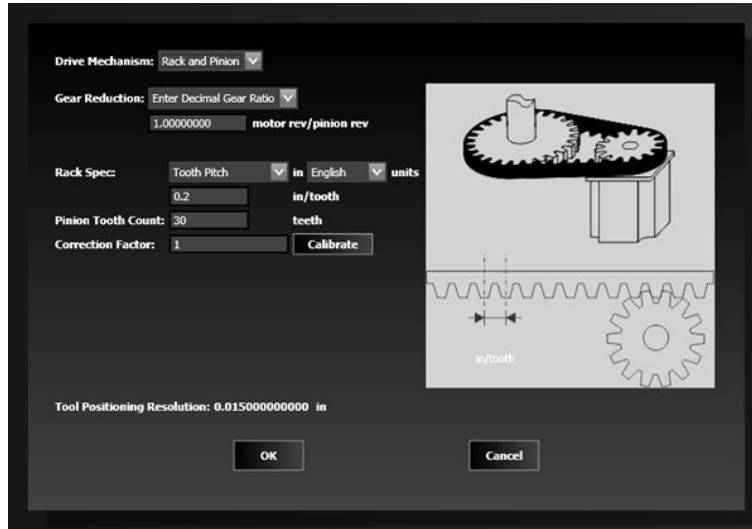 Drive Mechanism: Rack and Pinion
Gear Reduction: Enter Decimal Gear Ratio
1.00000000 motor rev/pinion rev
Rack Spec: Tooth Pitch in English units
0.2 in/tooth
Pinion Tooth Count: 30 teeth
Correction Factor: 1 Calibrate
in/tooth
Tool Positioning Resolution: 0.015000000000 in
OK Cancel